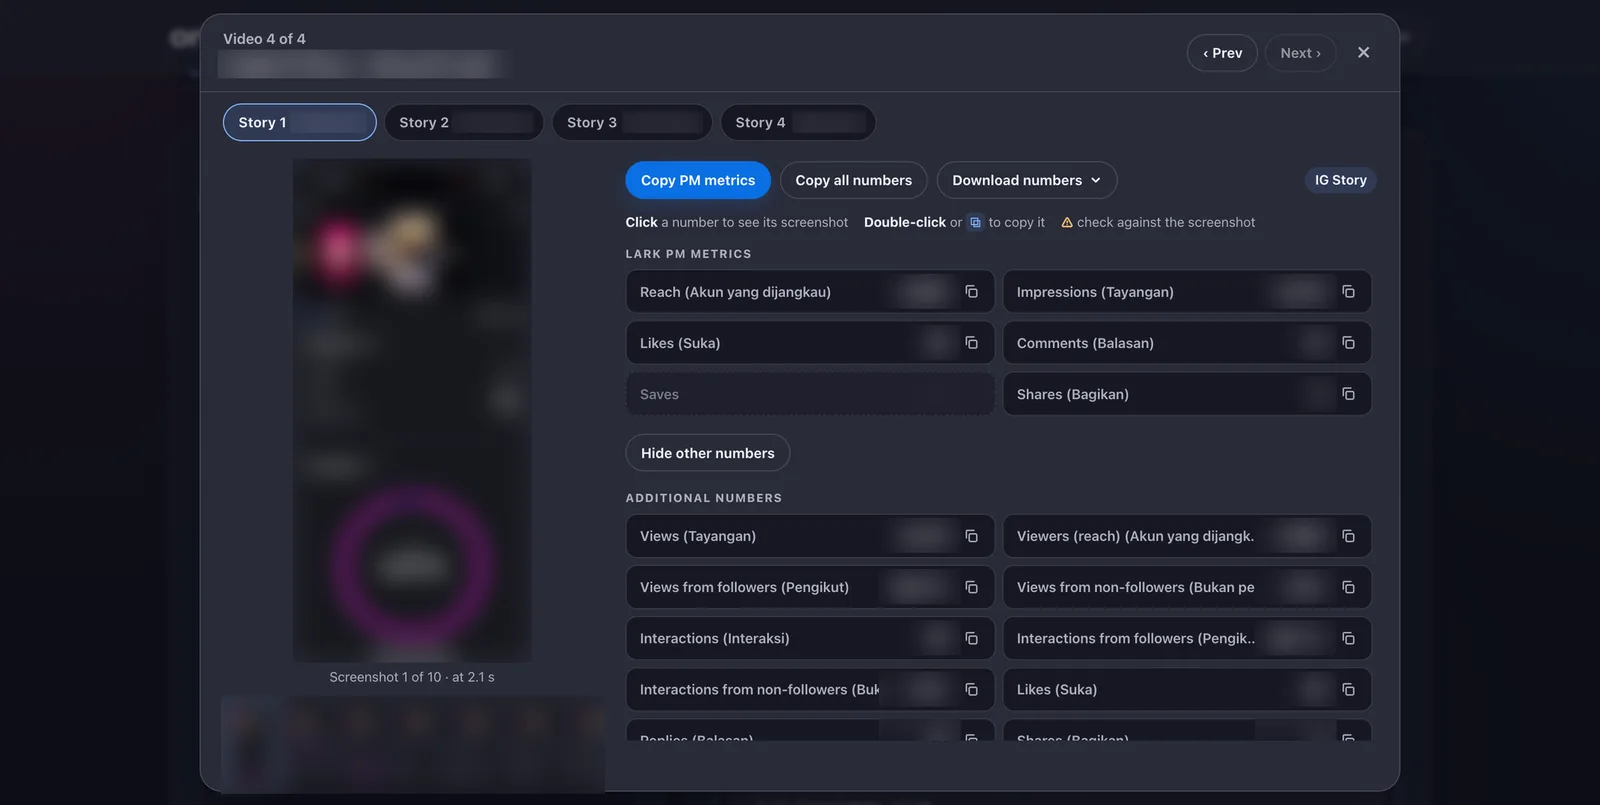 Video 4 of 4
‹ Prev
Next ›
Story 1
Story 2
Story 3
Story 4
Copy PM metrics
Copy all numbers
Download numbers
IG Story
Click a number to see its screenshot
Double-click or to copy it
check against the screenshot
LARK PM METRICS
Reach (Akun yang dijangkau)
Impressions (Tayangan)
Likes (Suka)
Comments (Balasan)
Saves
Shares (Bagikan)
Hide other numbers
ADDITIONAL NUMBERS
Views (Tayangan)
Viewers (reach) (Akun yang dijangk.
Views from followers (Pengikut)
Views from non-followers (Bukan pe
Interactions (Interaksi)
Interactions from followers (Pengik..
Interactions from non-followers (Buk
Likes (Suka)
Replies (Balasan)
Shares (Bagikan)
Screenshot 1 of 10 · at 2.1 s